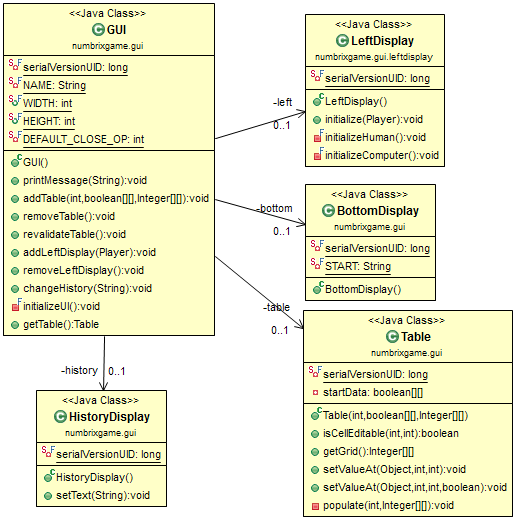 <<Java Class>>
GUI
numbrixgame.gui
serialVersionUID: long
NAME: String
WIDTH: int
HEIGHT: int
DEFAULT_CLOSE_OP: int
GUI()
printMessage(String):void
addTable(int,boolean[][],Integer[][]):void
removeTable():void
revalidateTable():void
addLeftDisplay(Player):void
removeLeftDisplay():void
changeHistory(String):void
initializeUI():void
getTable():Table
-left
0..1
<<Java Class>>
LeftDisplay
numbrixgame.gui.leftdisplay
serialVersionUID: long
LeftDisplay()
initialize(Player):void
initializeHuman():void
initializeComputer():void
-bottom
0..1
<<Java Class>>
BottomDisplay
numbrixgame.gui
serialVersionUID: long
START: String
BottomDisplay()
-table
0..1
<<Java Class>>
Table
numbrixgame.gui
serialVersionUID: long
startData: boolean[][]
Table(int,boolean[][],Integer[][])
isCellEditable(int,int):boolean
getGrid():Integer[][]
setValueAt(Object,int,int):void
setValueAt(Object,int,int,boolean):void
populate(int,Integer[][]):void
-history
0..1
<<Java Class>>
HistoryDisplay
numbrixgame.gui
serialVersionUID: long
HistoryDisplay()
setText(String):void